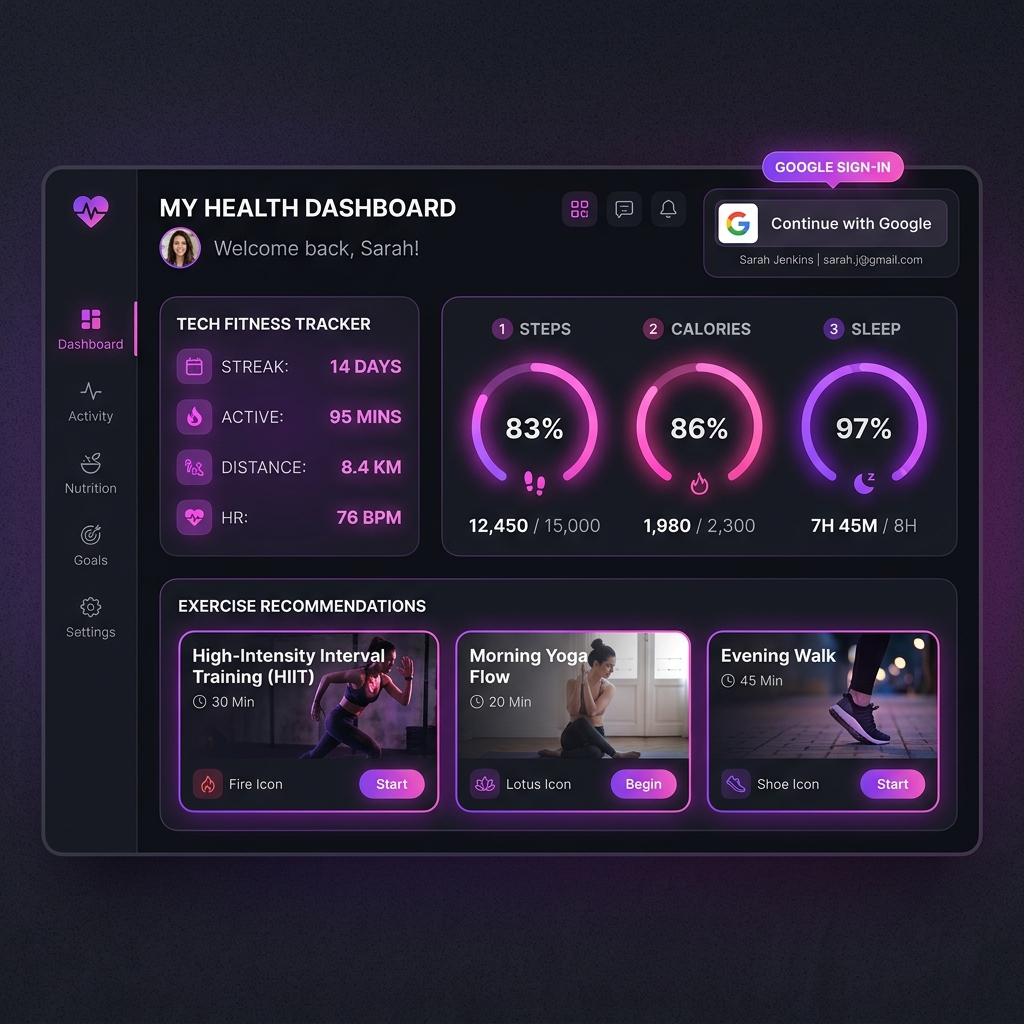 GOOGLE SIGN-IN
MY HEALTH DASHBOARD
Welcome back, Sarah!
G Continue with Google
Sarah Jenkins | sarah.j@gmail.com
Dashboard
Activity
Nutrition
Goals
Settings
TECH FITNESS TRACKER
STREAK: 14 DAYS
ACTIVE: 95 MINS
DISTANCE: 8.4 KM
HR: 76 BPM
1 STEPS
83%
12,450 / 15,000
2 CALORIES
86%
1,980 / 2,300
3 SLEEP
97%
z
7H 45M / 8H
EXERCISE RECOMMENDATIONS
High-Intensity Interval
Training (HIIT)
30 Min
Fire Icon
Start
Morning Yoga
Flow
20 Min
Lotus Icon
Begin
Evening Walk
45 Min
Shoe Icon
Start